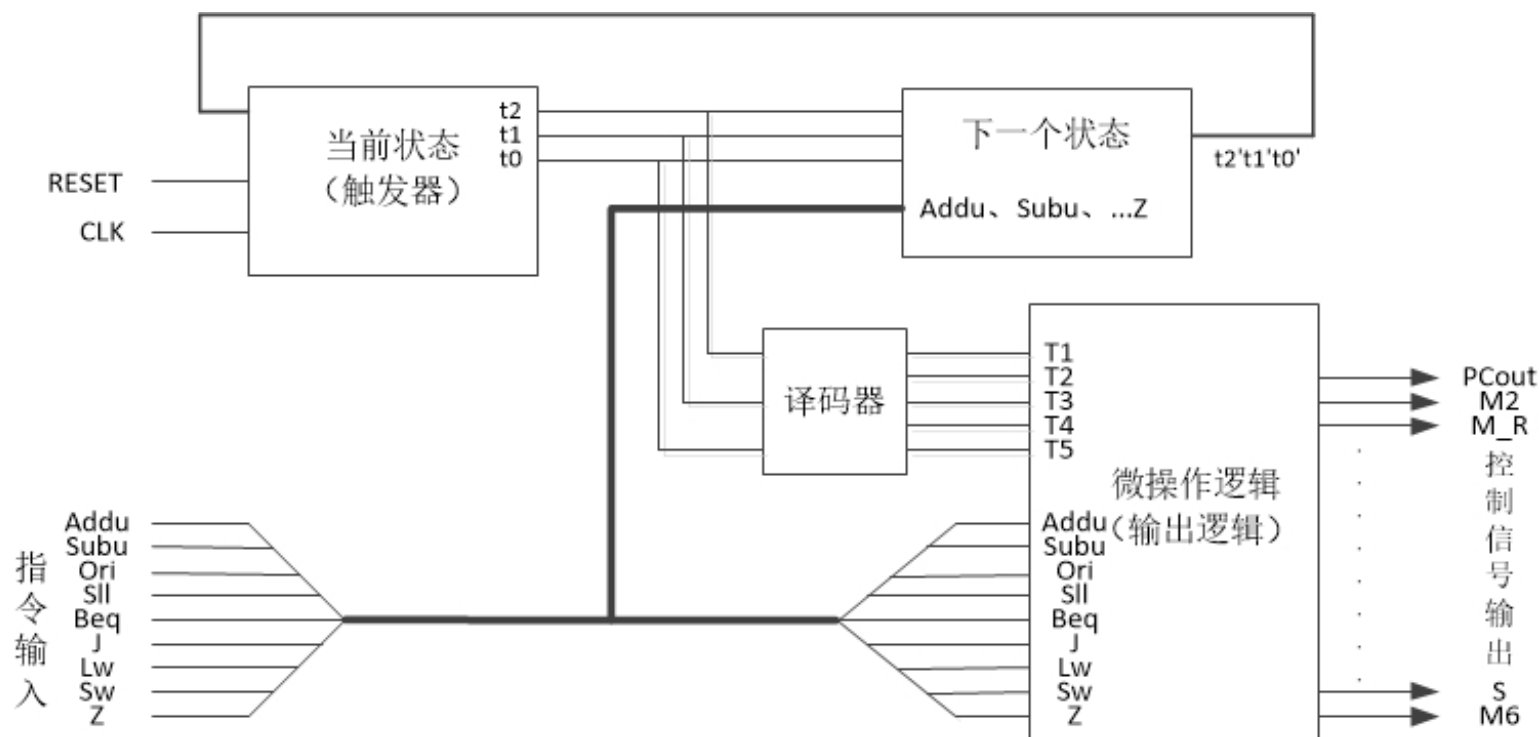 t2
t1
t0
当前状态
（触发器）
RESET
CLK
下一个状态
Addu、Subu、...Z
t2't1't0'
译码器
T1
T2
T3
T4
T5
微操作逻辑
（输出逻辑）
Addu
Subu
Ori
Sll
Beq
J
Lw
Sw
Z
PCout
M2
M_R
控制信号输出
S
M6
指令输入
Addu
Subu
Ori
Sll
Beq
J
Lw
Sw
Z